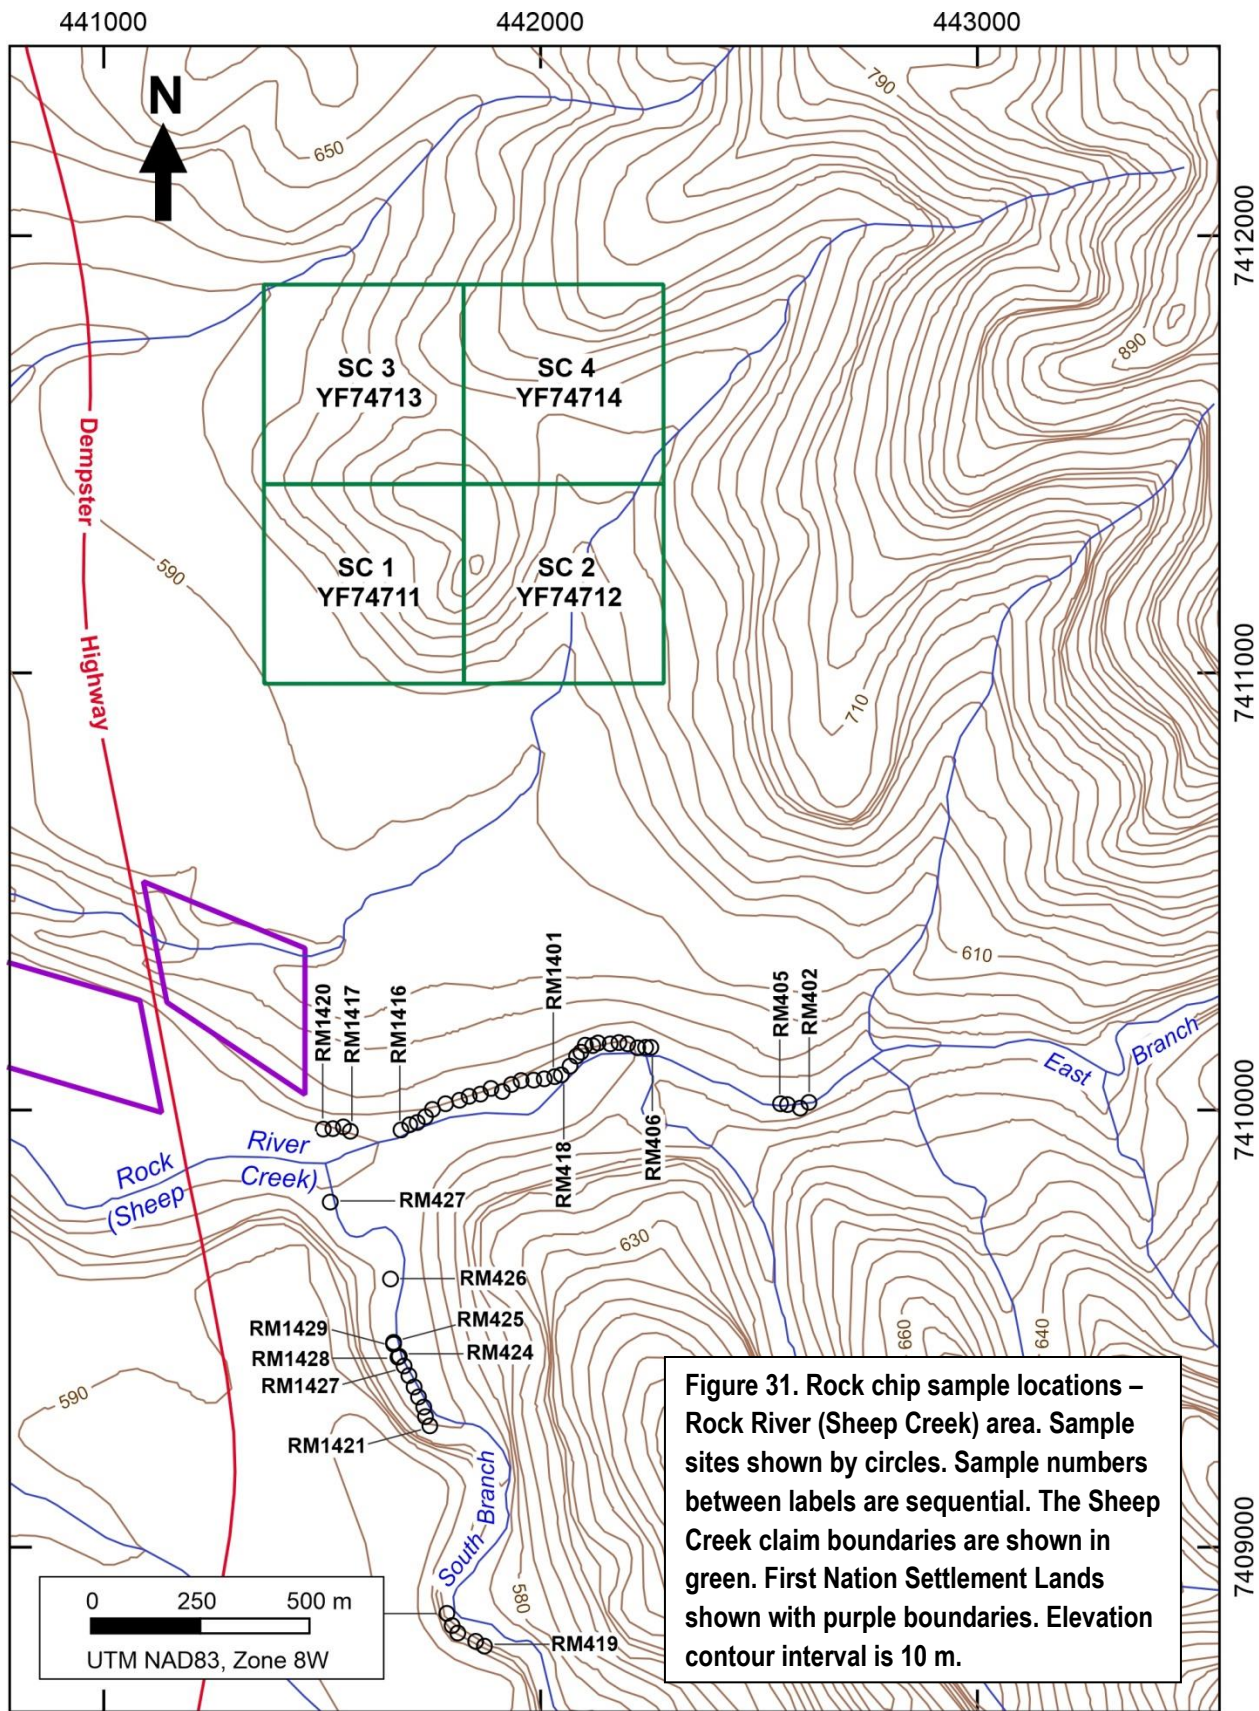 441000
442000
443000
N
790
650
7412000
890
SC 3
YF74713
SC 4
YF74714
Dempster
Highway
590
SC 1
YF74711
SC 2
YF74712
7411000
710
610
RM1401
RM1420
RM1417
RM1416
RM405
RM402
East
Branch
7410000
RM418
RM406
River
Rock
(Sheep
Creek)
RM427
630
RM426
RM425
RM1429
RM424
RM1428
RM1427
660
640
590
RM1421
South Branch
580
7409000
RM419
0 250 500 m
UTM NAD83, Zone 8W
Figure 31. Rock chip sample locations –
Rock River (Sheep Creek) area. Sample
sites shown by circles. Sample numbers
between labels are sequential. The Sheep
Creek claim boundaries are shown in
green. First Nation Settlement Lands
shown with purple boundaries. Elevation
contour interval is 10 m.